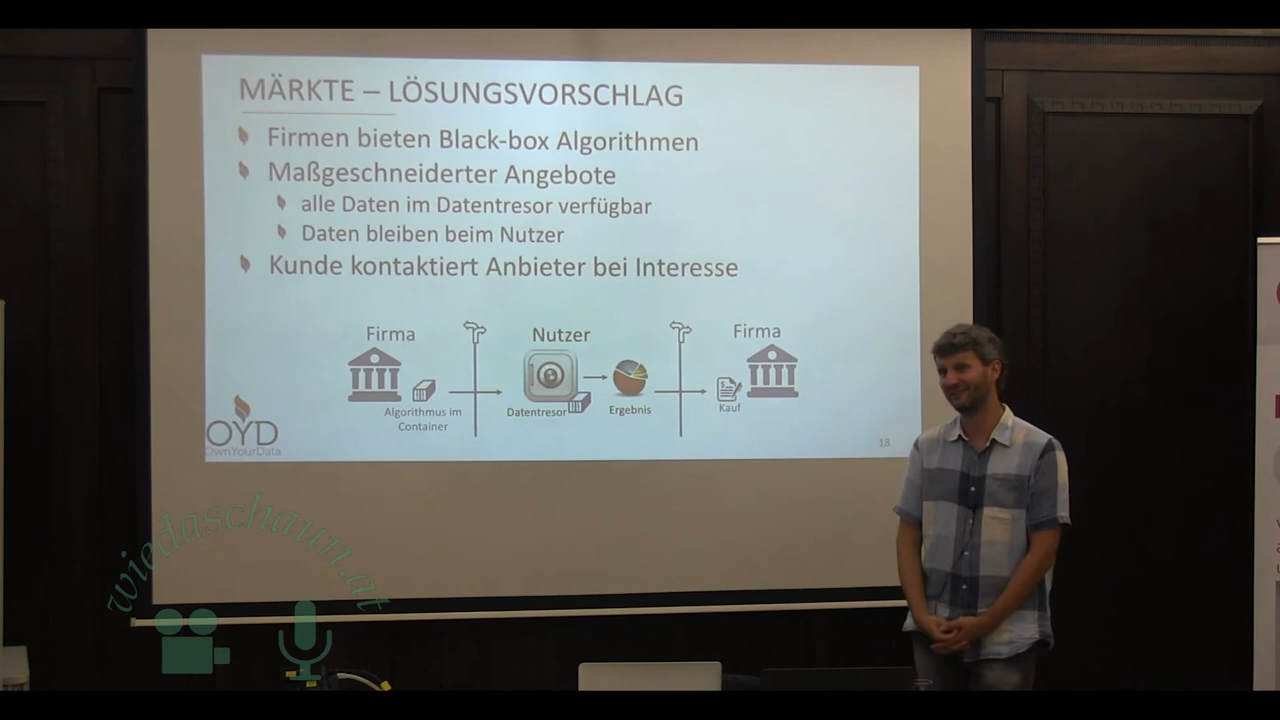 MÄRKTE – LÖSUNGSVORSCHLAG
Firmen bieten Black-box Algorithmen
Maßgeschneiderter Angebote
alle Daten im Datentresor verfügbar
Daten bleiben beim Nutzer
Kunde kontaktiert Anbieter bei Interesse
Firma
Nutzer
Firma
Algorithmus im
Container
Datentresor
Ergebnis
Kauf
OYD
OwnYourData
18
wiedaschaun.at